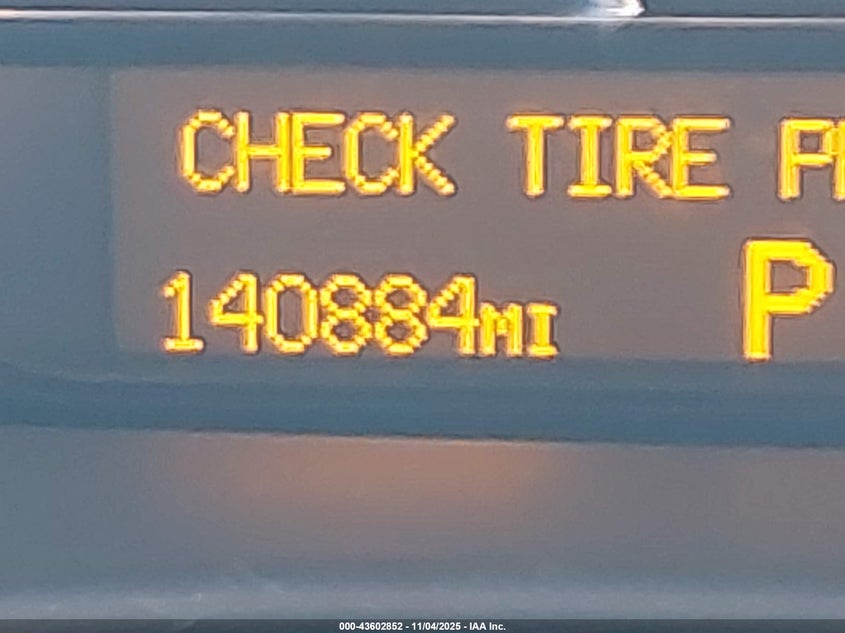 CHECK TIRE
140884MI P
000-43602852 - 11/04/2025 - IAA Inc.